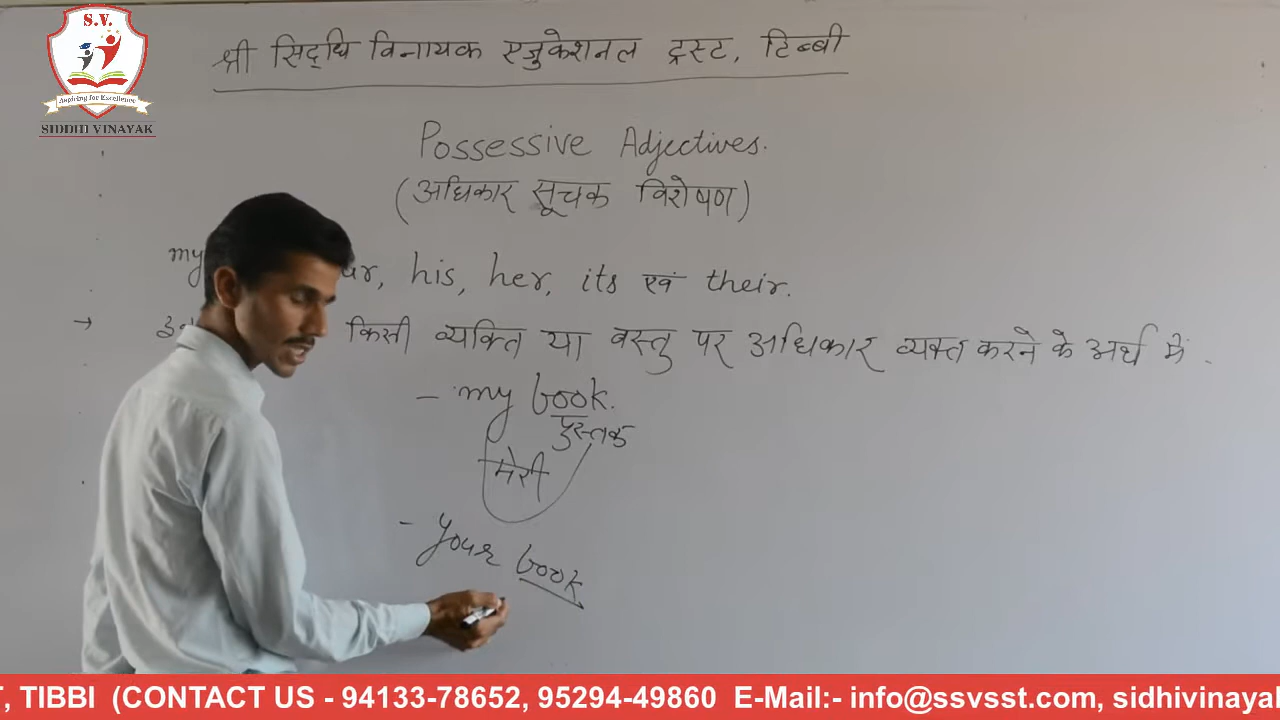 S.V.
Aspiring for Excellence
SIDDHI VINAYAK
श्री सिद्धि विनायक एजुकेशनल ट्रस्ट, टिब्बी
Possessive Adjectives.
(अधिकार सूचक विशेषण)
my his, her, its एवं their.
→ किसी व्यक्ति या वस्तु पर अधिकार व्यक्त करने के अर्थ में.
- my book.
पुस्तक
मेरी
- your book
T, TIBBI (CONTACT US - 94133-78652, 95294-49860 E-Mail:- info@ssvsst.com, sidhivinayak